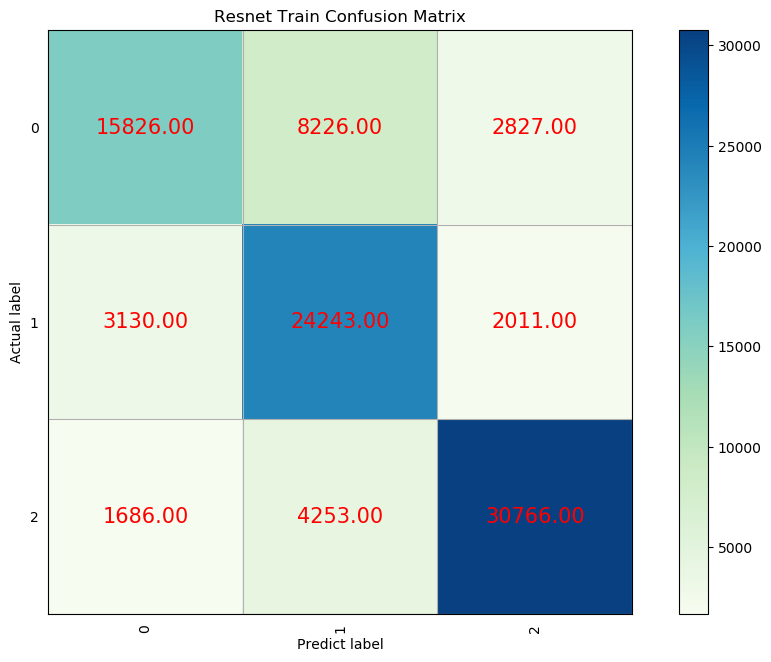 Resnet Train Confusion Matrix
Actual label
0
15826.00 8226.00 2827.00
1
3130.00 24243.00 2011.00
2
1686.00 4253.00 30766.00
0 1 2
Predict label
30000
25000
20000
15000
10000
5000